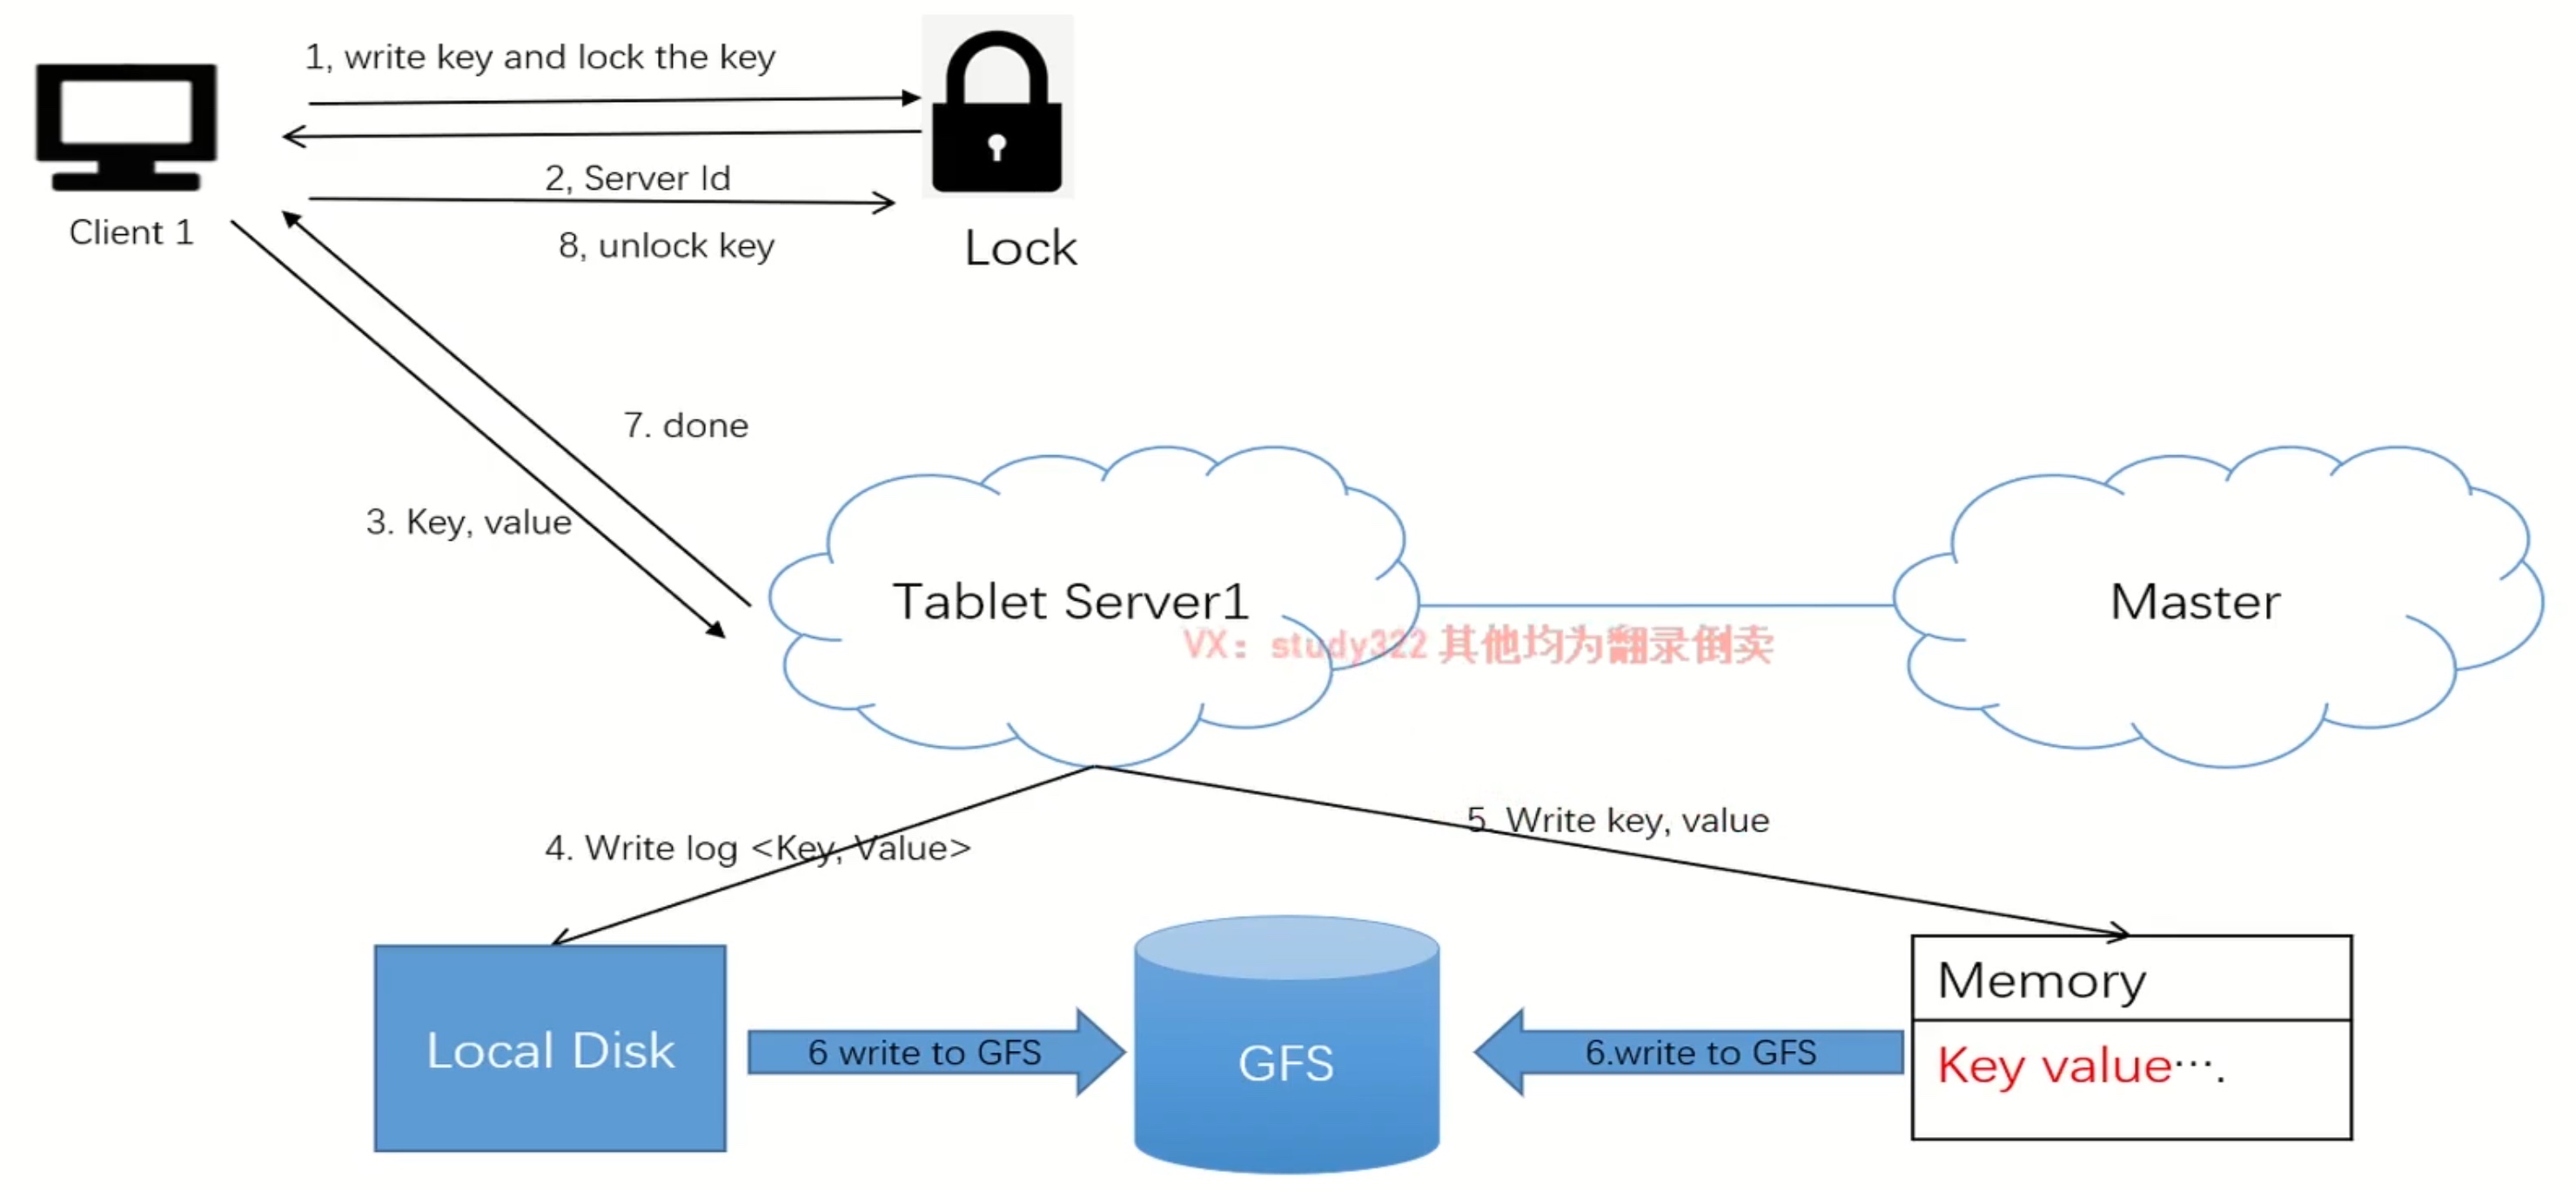 1, write key and lock the key
2, Server Id
Client 1
8, unlock key
Lock
7. done
3. Key, value
Tablet Server1
Master
VX：study322 其他均为翻录倒卖
5. Write key, value
4. Write log <Key, Value>
Memory
Local Disk
6 write to GFS
GFS
6.write to GFS
Key value….